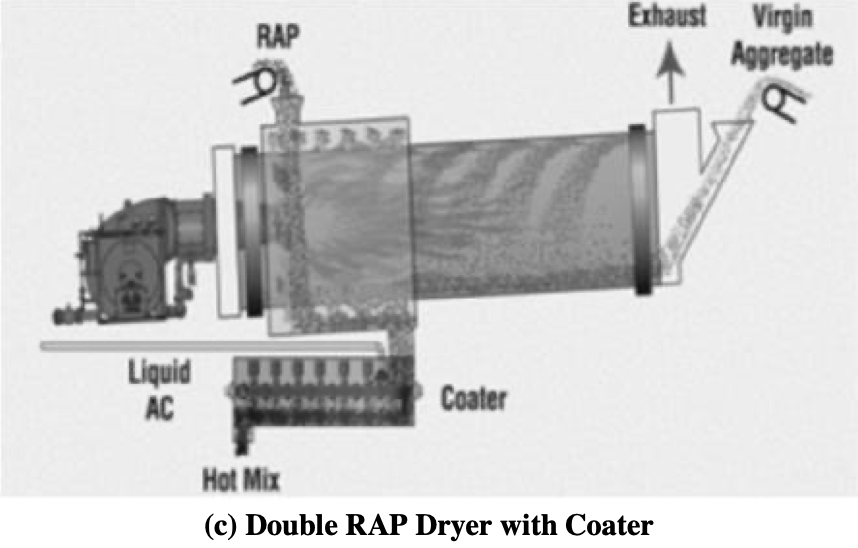 RAP
Exhaust
Virgin
Aggregate
Liquid
AC
Coater
Hot Mix
(c) Double RAP Dryer with Coater